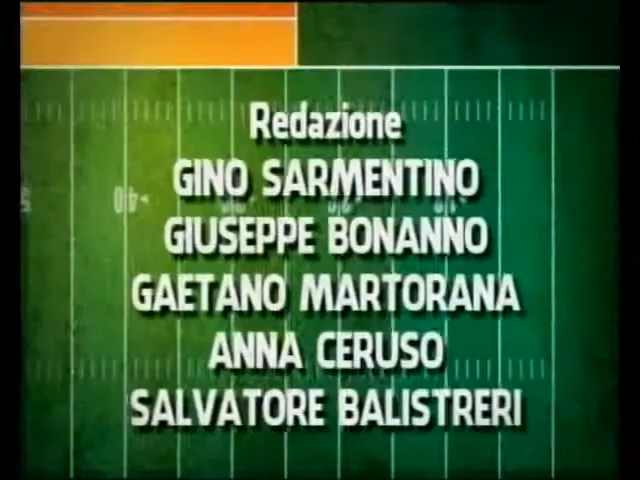 Redazione
GINO SARMENTINO
GIUSEPPE BONANNO
GAETANO MARTORANA
ANNA CERUSO
SALVATORE BALISTRERI